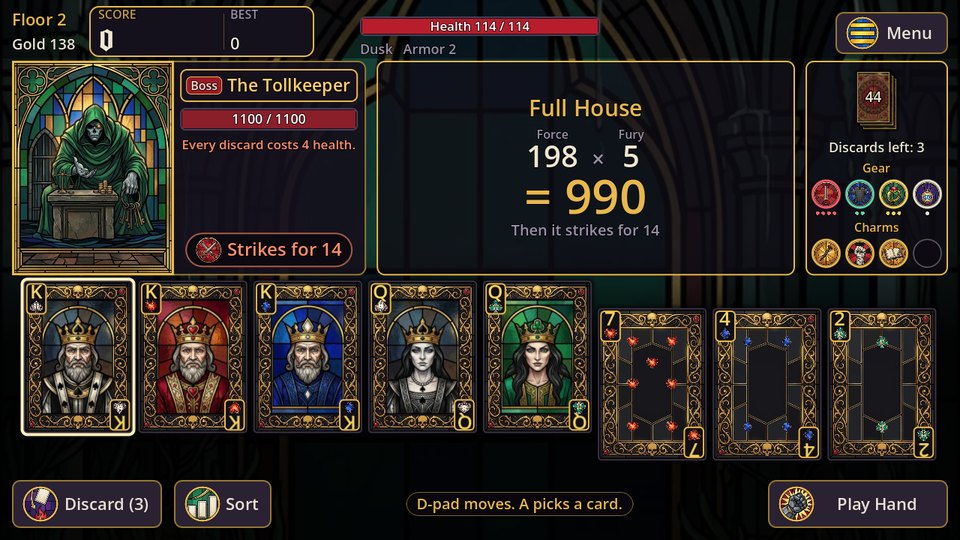 Floor 2
Gold 138
SCORE
0
BEST
0
Health 114 / 114
Dusk Armor 2
Menu
Boss The Tollkeeper
1100 / 1100
Every discard costs 4 health.
Strikes for 14
Full House
Force Fury
198 × 5
= 990
Then it strikes for 14
44
Discards left: 3
Gear
Charms
K K K Q Q 7 4 2
K K K Q Q 7 4 2
Discard (3)
Sort
D-pad moves. A picks a card.
Play Hand